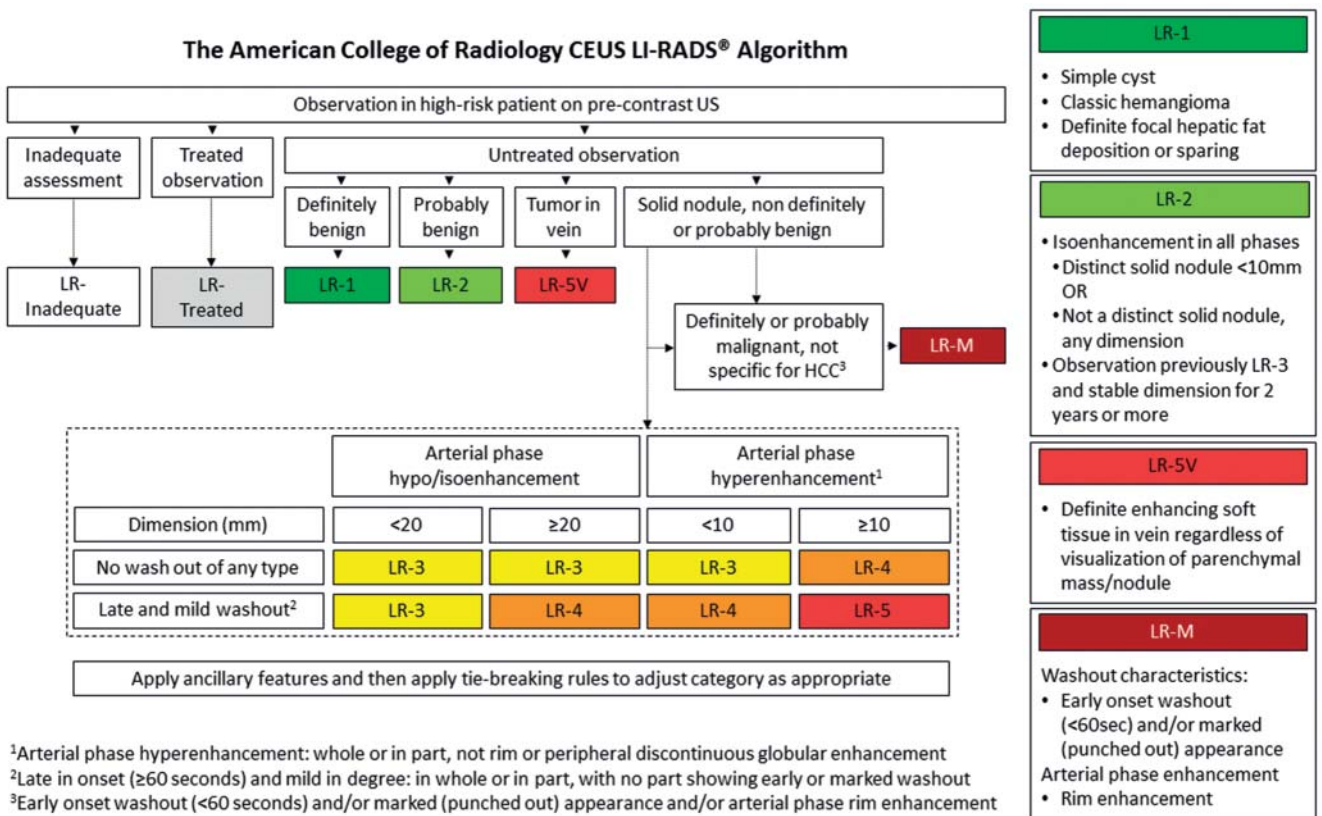 The American College of Radiology CEUS LI-RADS® Algorithm
Observation in high-risk patient on pre-contrast US
Inadequate
assessment
Treated
observation
Untreated observation
Definitely
benign
Probably
benign
Tumor in
vein
Solid nodule, non definitely
or probably benign
LR-
Inadequate
LR-
Treated
LR-1
LR-2
LR-5V
Definitely or probably
malignant, not
specific for HCC³
LR-M
Arterial phase
hypo/isoenhancement
Arterial phase
hyperenhancement¹
Dimension (mm)
<20
≥20
<10
≥10
No wash out of any type
LR-3
LR-3
LR-3
LR-4
Late and mild washout²
LR-3
LR-4
LR-4
LR-5
Apply ancillary features and then apply tie-breaking rules to adjust category as appropriate
¹Arterial phase hyperenhancement: whole or in part, not rim or peripheral discontinuous globular enhancement
²Late in onset (≥60 seconds) and mild in degree: in whole or in part, with no part showing early or marked washout
³Early onset washout (<60 seconds) and/or marked (punched out) appearance and/or arterial phase rim enhancement
LR-1
• Simple cyst
• Classic hemangioma
• Definite focal hepatic fat
deposition or sparing
LR-2
• Isoenhancement in all phases
• Distinct solid nodule <10mm
OR
• Not a distinct solid nodule,
any dimension
• Observation previously LR-3
and stable dimension for 2
years or more
LR-5V
• Definite enhancing soft
tissue in vein regardless of
visualization of parenchymal
mass/nodule
LR-M
Washout characteristics:
• Early onset washout
(<60sec) and/or marked
(punched out) appearance
Arterial phase enhancement
• Rim enhancement